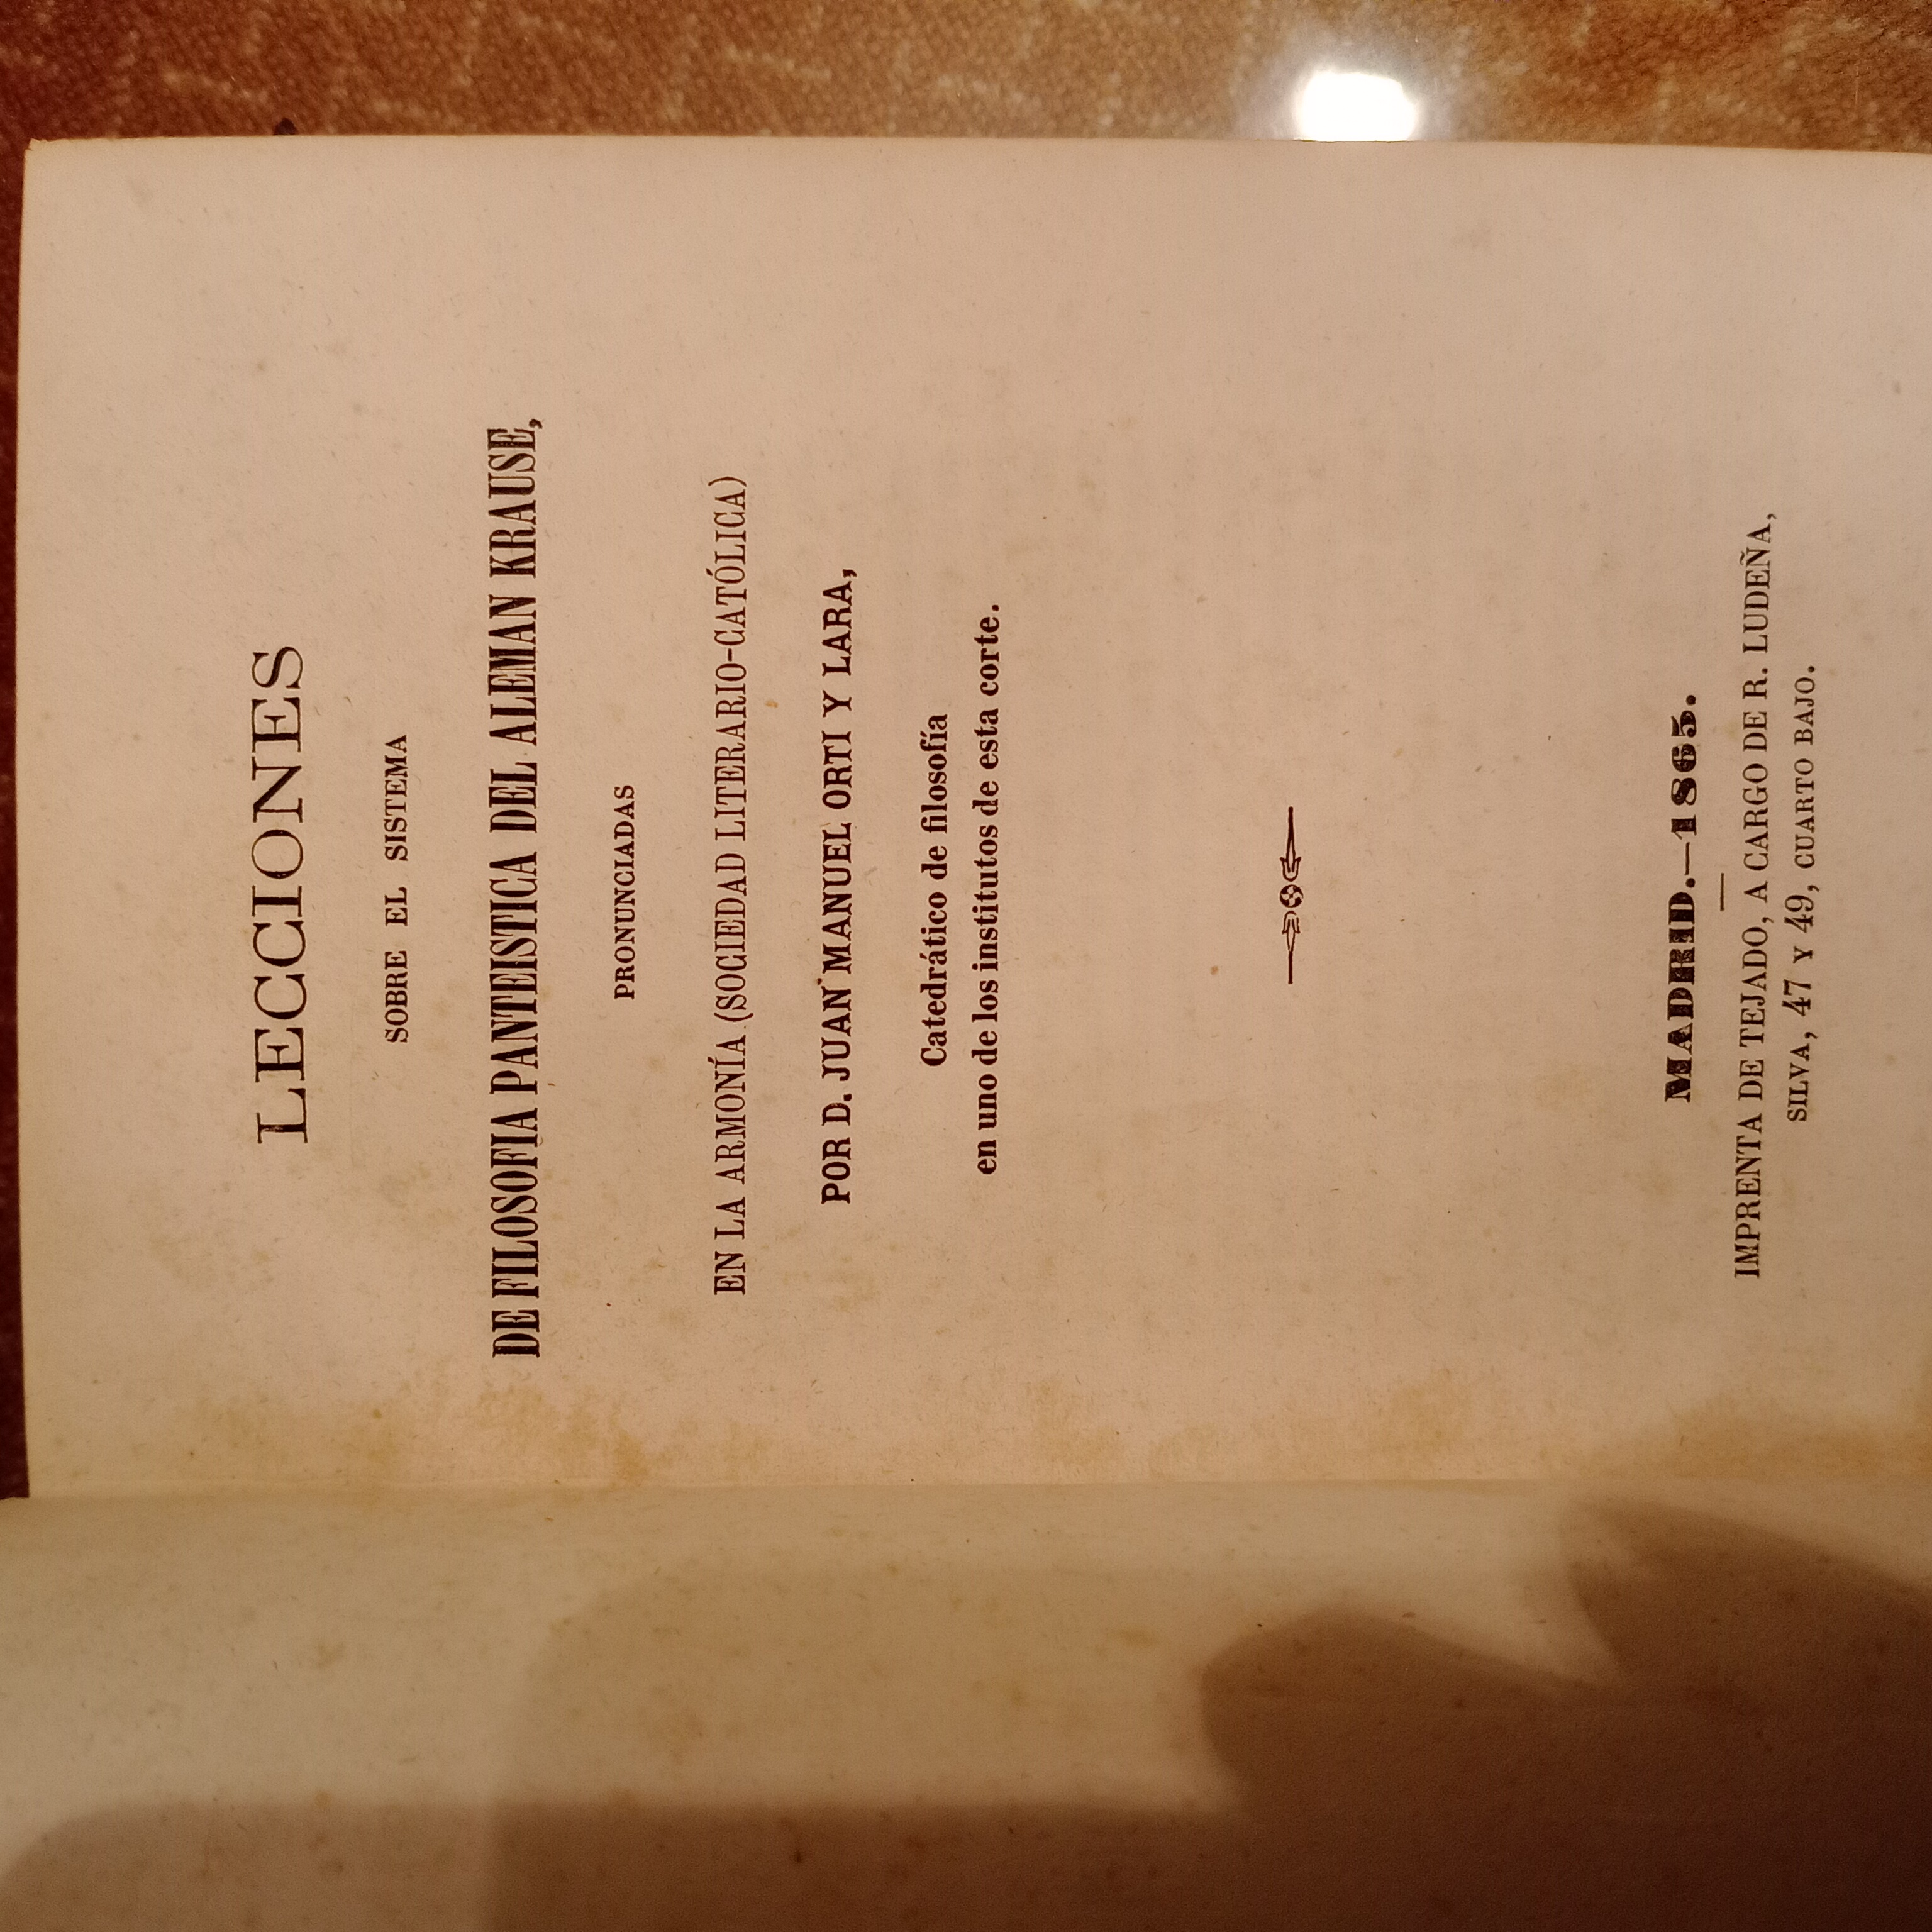 LECCIONES
SOBRE EL SISTEMA
DE FILOSOFÍA PANTEISTICA DEL ALEMAN KRAUSE,
PRONUNCIADAS
EN LA ARMONÍA (SOCIEDAD LITERARIO-CATÓLICA)
POR D. JUAN MANUEL ORTI Y LARA,
Catedrático de filosofía
en uno de los institutos de esta corte.
MADRID.—1865.
IMPRENTA DE TEJADO, A CARGO DE R. LUDEÑA,
SILVA, 47 Y 49, CUARTO BAJO.